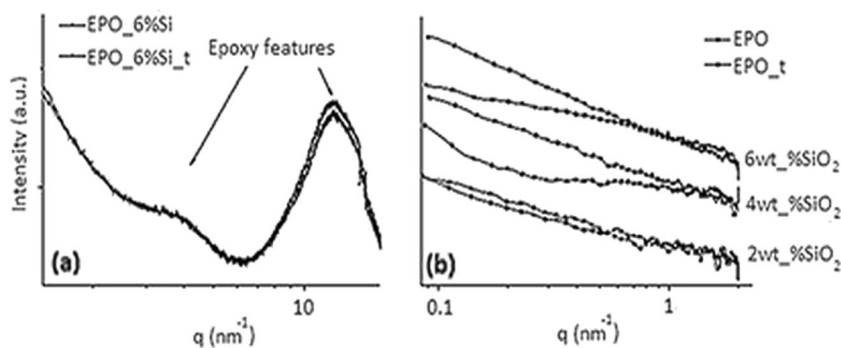 EPO_6%Si
EPO_6%Si_t
Epoxy features
Intensity (a.u.)
(a)
10
q (nm⁻¹)
EPO
EPO_t
6wt_%SiO₂
4wt_%SiO₂
2wt_%SiO₂
(b)
0.1
1
q (nm⁻¹)